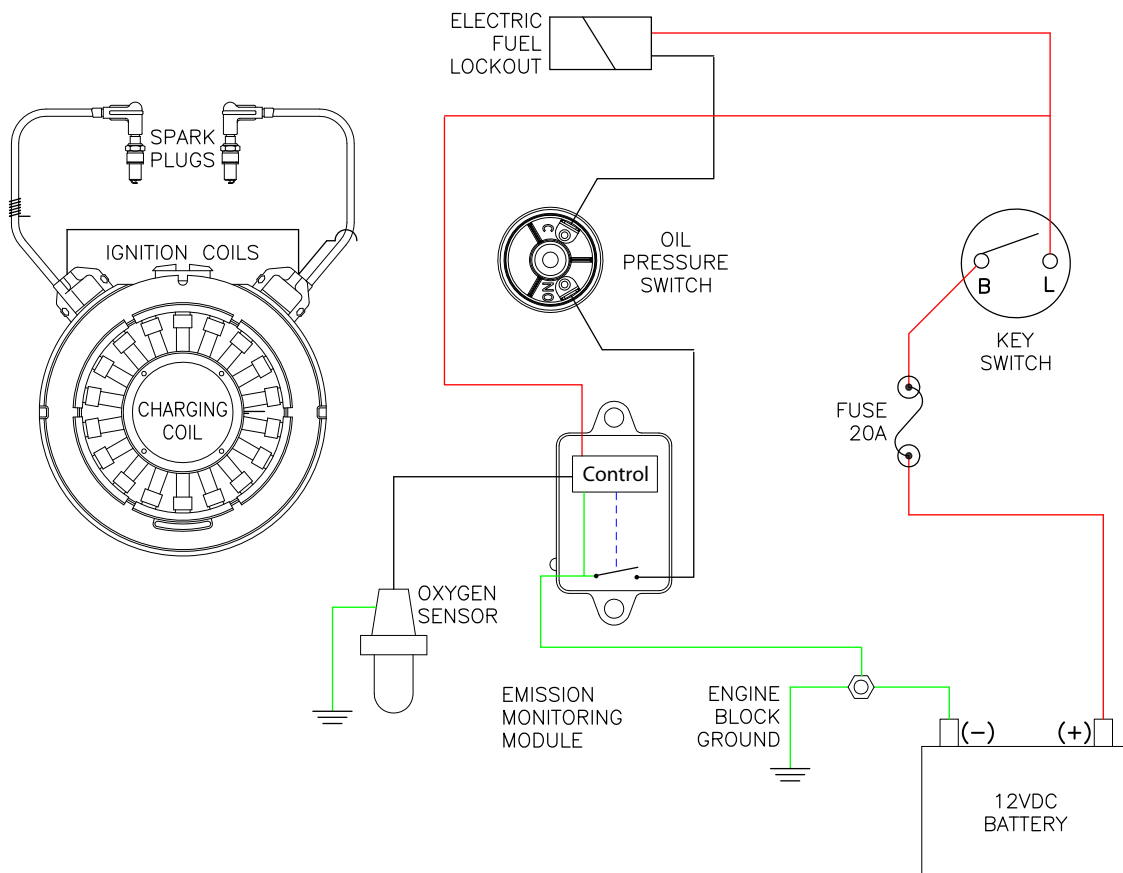 ELECTRIC
FUEL
LOCKOUT
SPARK
PLUGS
IGNITION COILS
C
NO
OIL
PRESSURE
SWITCH
B
L
KEY
SWITCH
CHARGING
COIL
FUSE
20A
Control
OXYGEN
SENSOR
EMISSION
MONITORING
MODULE
ENGINE
BLOCK
GROUND
(-)
(+)
12VDC
BATTERY